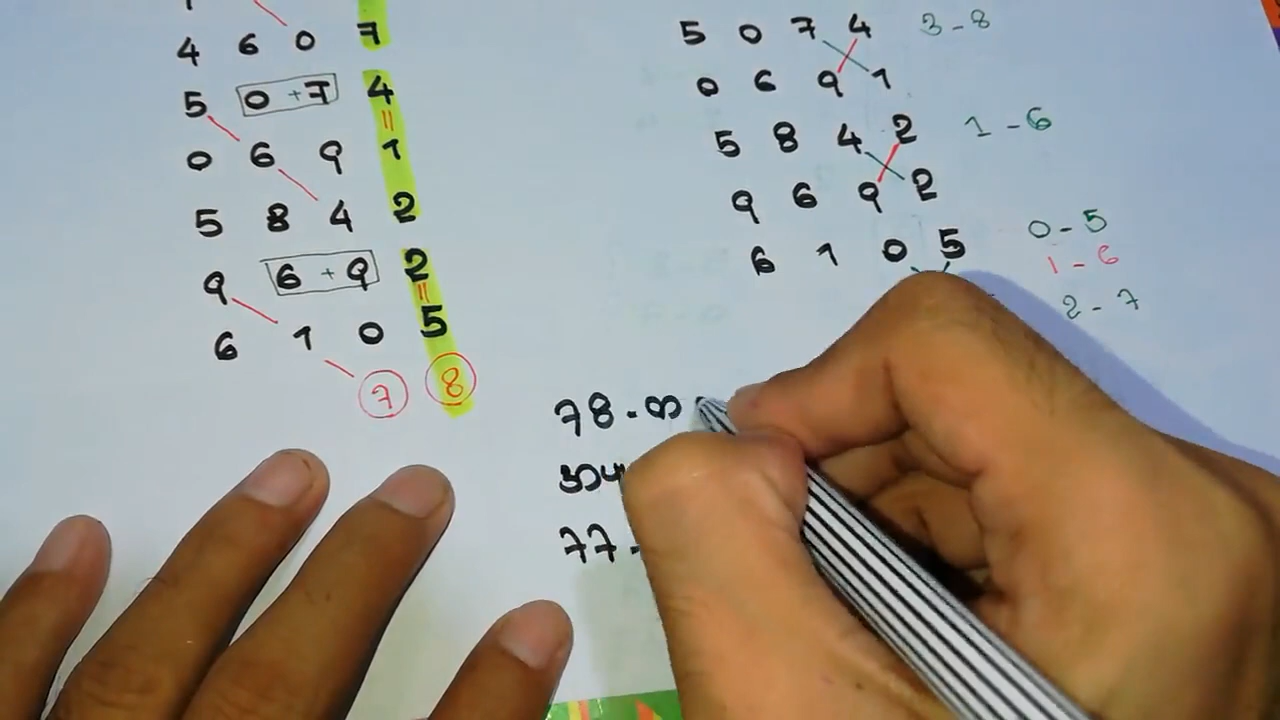 4 6 0 7
5 0 + 7 4
=
0 6 9 1
5 8 4 2
9 6 + 9 2
=
6 1 0 5
7 8
5 0 7 4 3 - 8
0 6 9 1
5 8 4 2 1 - 6
9 6 9 2
6 1 0 5 0 - 5
1 - 6
2 - 7
78 -
77 -